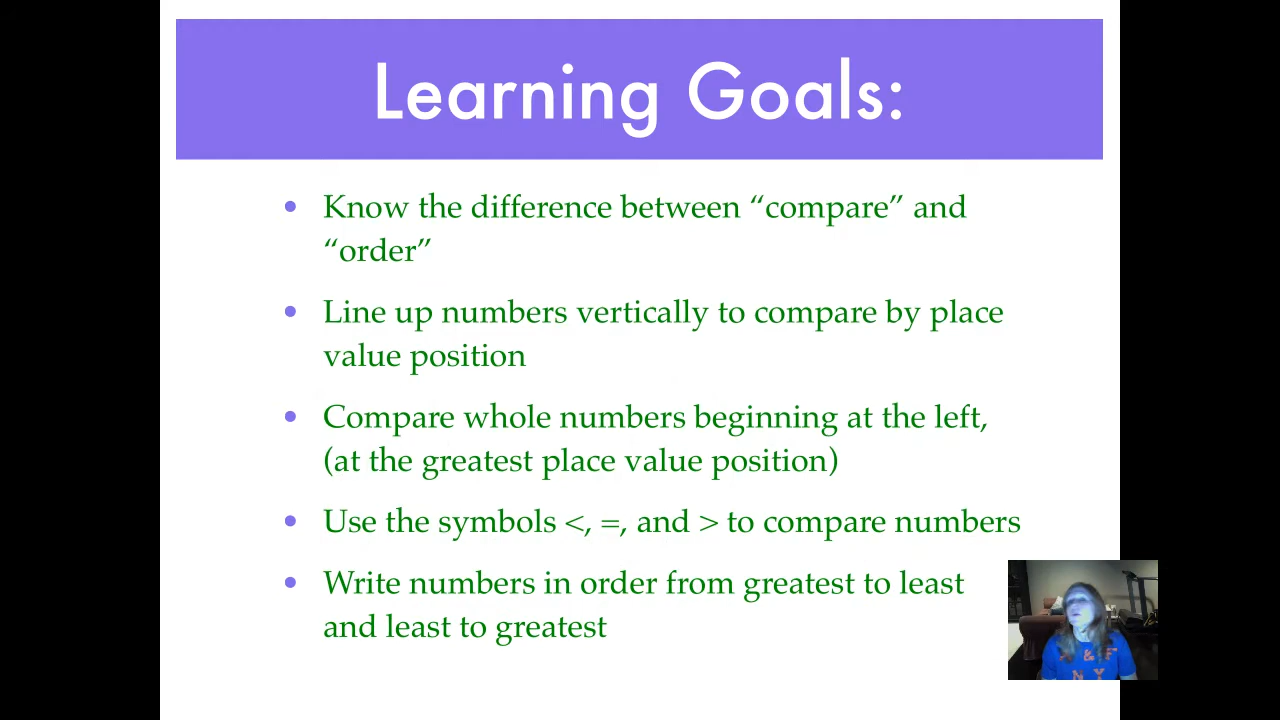 Learning Goals:
• Know the difference between “compare” and
“order”
• Line up numbers vertically to compare by place
value position
• Compare whole numbers beginning at the left,
(at the greatest place value position)
• Use the symbols <, =, and > to compare numbers
• Write numbers in order from greatest to least
and least to greatest